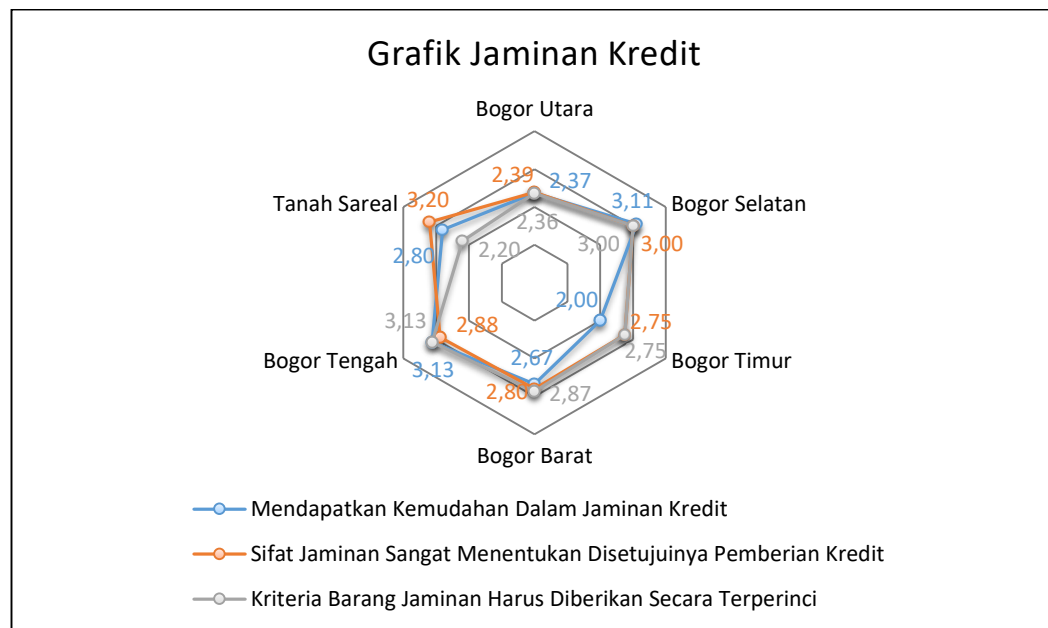 Grafik Jaminan Kredit
Bogor Utara
2,39 2,37
2,36
Tanah Sareal 3,20
3,11 Bogor Selatan
3,00 3,00
2,80 2,20
2,00
2,75
2,75
Bogor Timur
3,13 2,88
Bogor Tengah
3,13
2,67
2,80 2,87
Bogor Barat
Mendapatkan Kemudahan Dalam Jaminan Kredit
Sifat Jaminan Sangat Menentukan Disetujuinya Pemberian Kredit
Kriteria Barang Jaminan Harus Diberikan Secara Terperinci